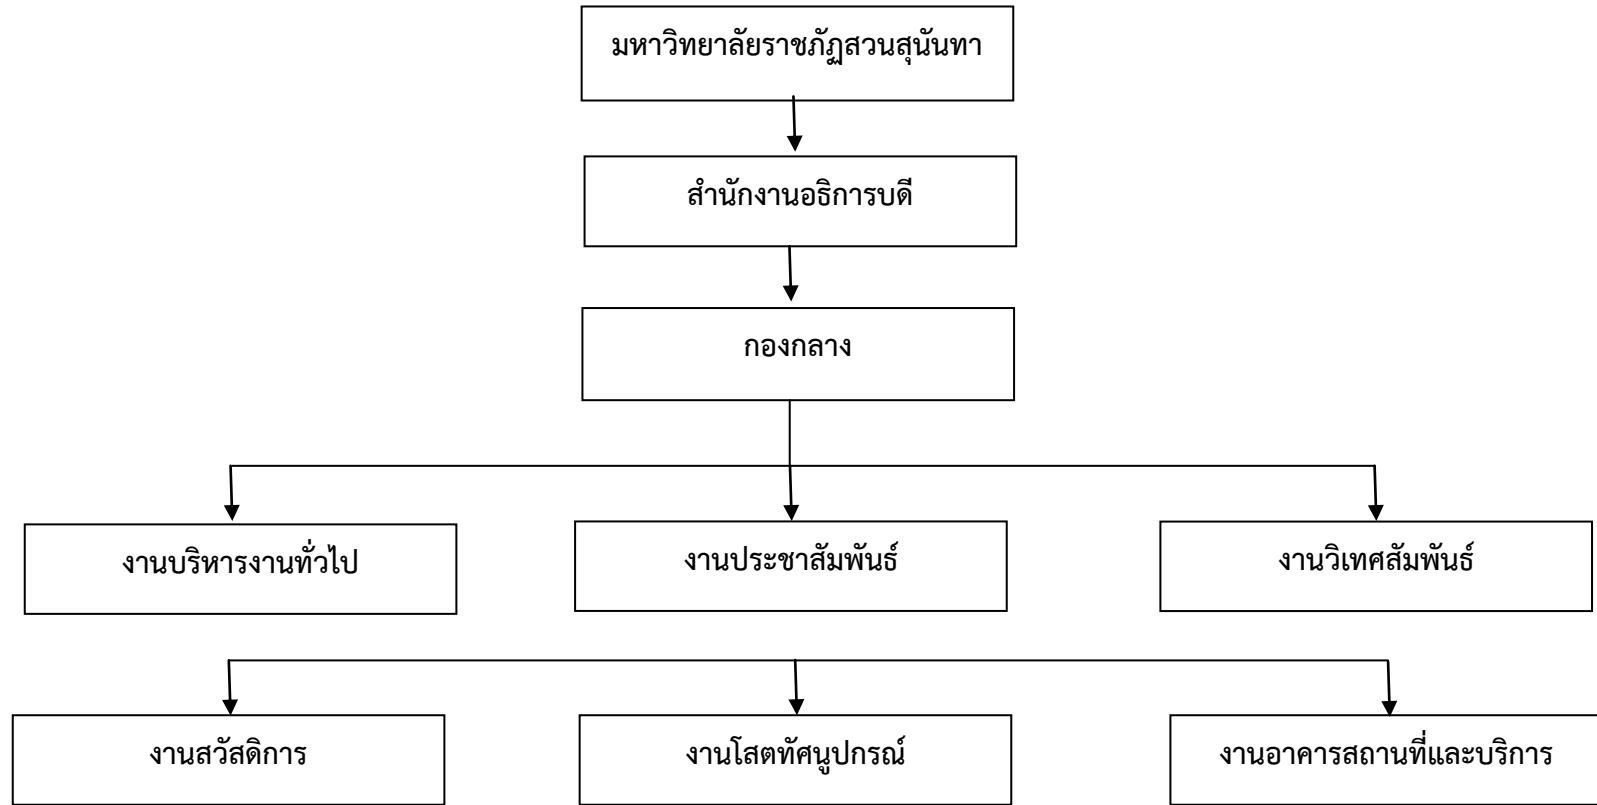 มหาวิทยาลัยราชภัฏสวนสุนันทา
สำนักงานอธิการบดี
กองกลาง
งานบริหารงานทั่วไป
งานประชาสัมพันธ์
งานวิเทศสัมพันธ์
งานสวัสดิการ
งานโสตทัศนูปกรณ์
งานอาคารสถานที่และบริการ